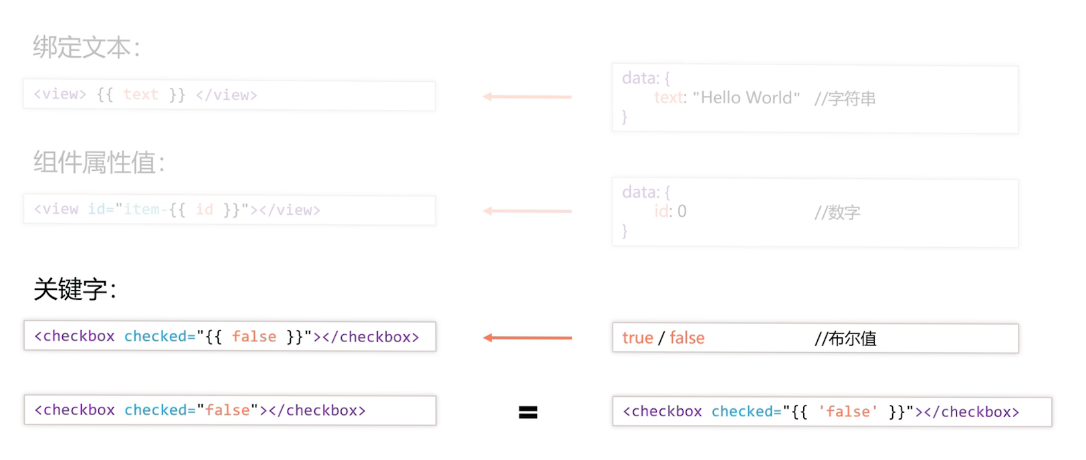 绑定文本：
<view> {{ text }} </view>
data: {
text: "Hello World" //字符串
}
组件属性值：
<view id="item-{{ id }}"></view>
data: {
id: 0 //数字
}
关键字：
<checkbox checked="{{ false }}"></checkbox>
true / false //布尔值
<checkbox checked="false"></checkbox>
=
<checkbox checked="{{ 'false' }}"></checkbox>